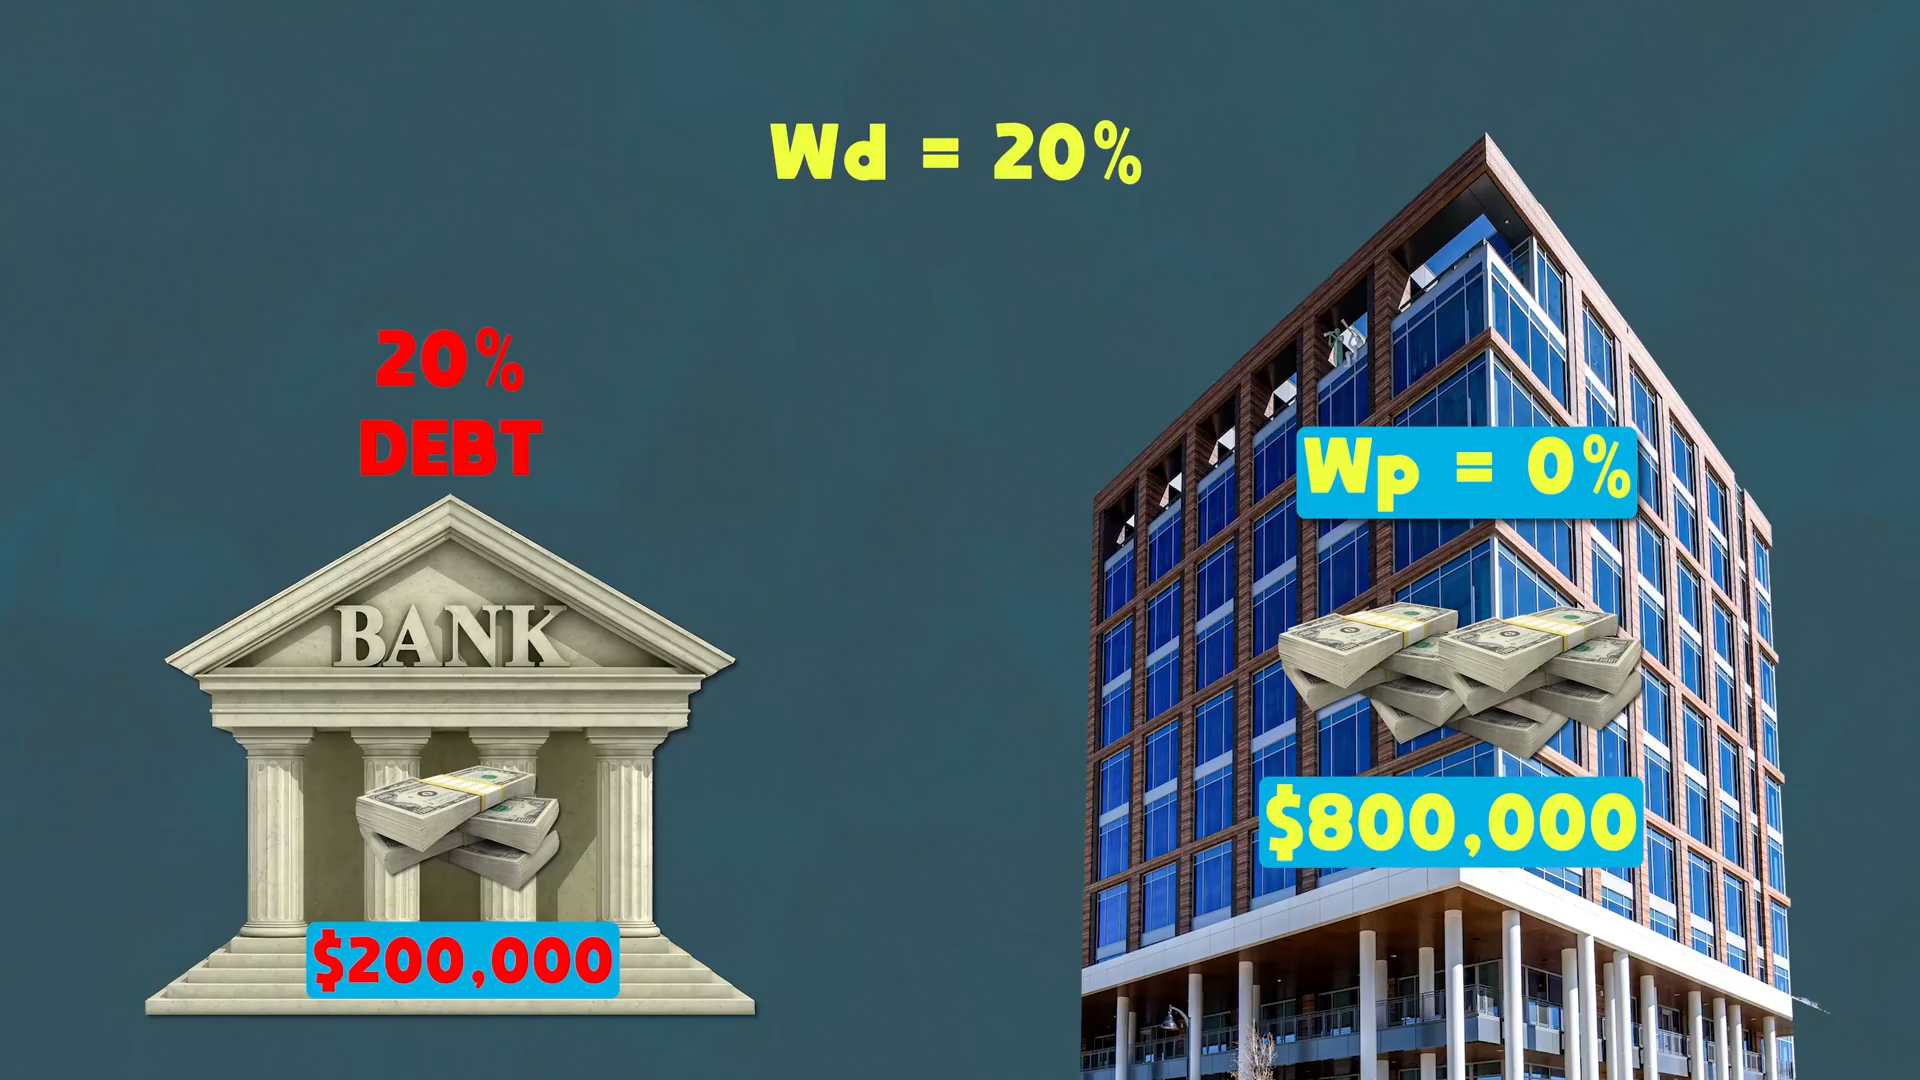 Wd = 20%
20%
DEBT
BANK
$200,000
Wp = 0%
$800,000